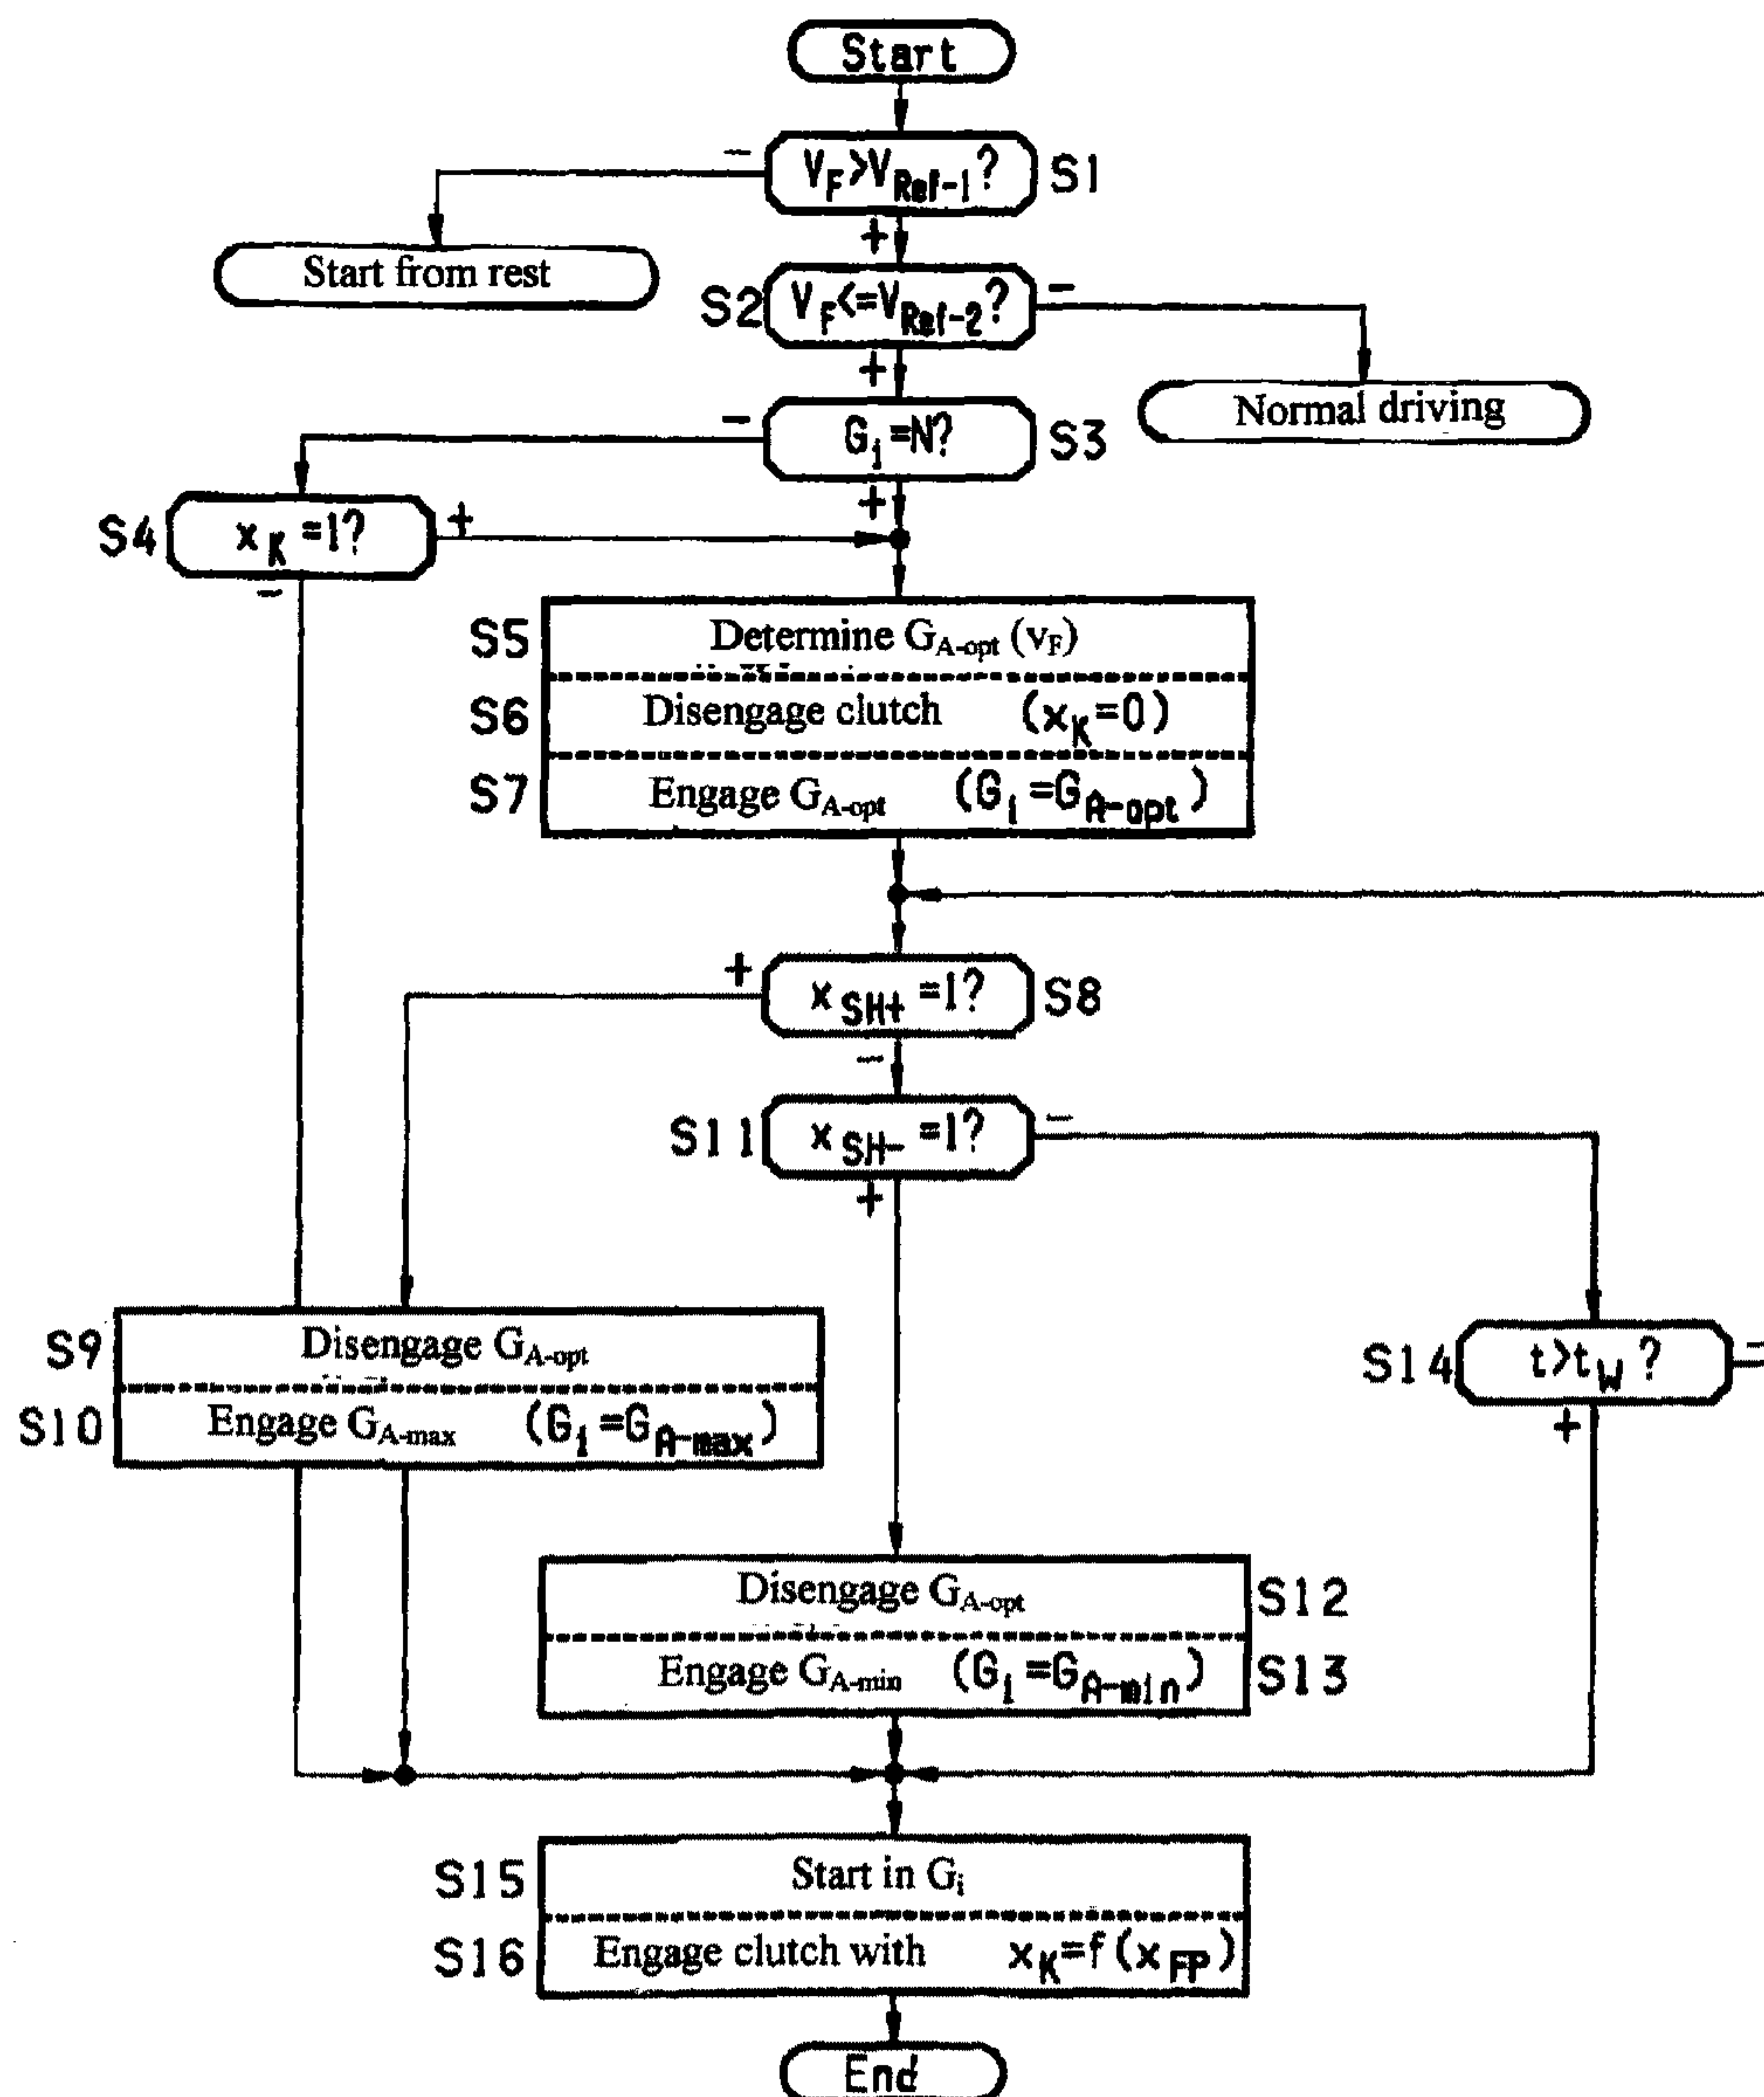 Start
-
V_F>V_Ref-1? S1
+
Start from rest
S2 V_F<=V_Ref-2? -
+
Normal driving
- G_i=N? S3
+
S4 x_K=1? +
-
S5 Determine G_A-opt (v_F)
S6 Disengage clutch (x_K=0)
S7 Engage G_A-opt (G_i=G_A-opt)
+ x_SH+=1? S8
-
S11 x_SH-=1? -
+
S9 Disengage G_A-opt
S14 t>t_W? -
+
S10 Engage G_A-max (G_i=G_A-max)
Disengage G_A-opt S12
Engage G_A-min (G_i=G_A-min) S13
S15 Start in G_i
S16 Engage clutch with x_K=f(x_FP)
End